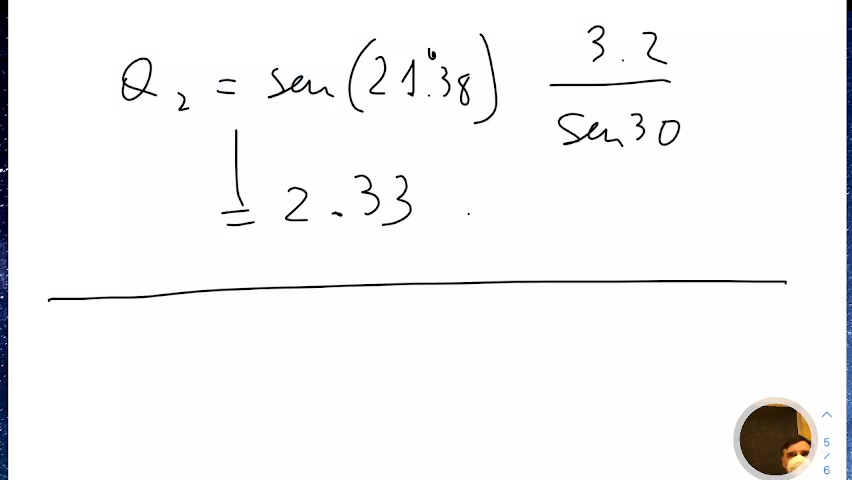 Q₂ = sen(21.°38) 3.2 / sen30
= 2.33
5
/
6